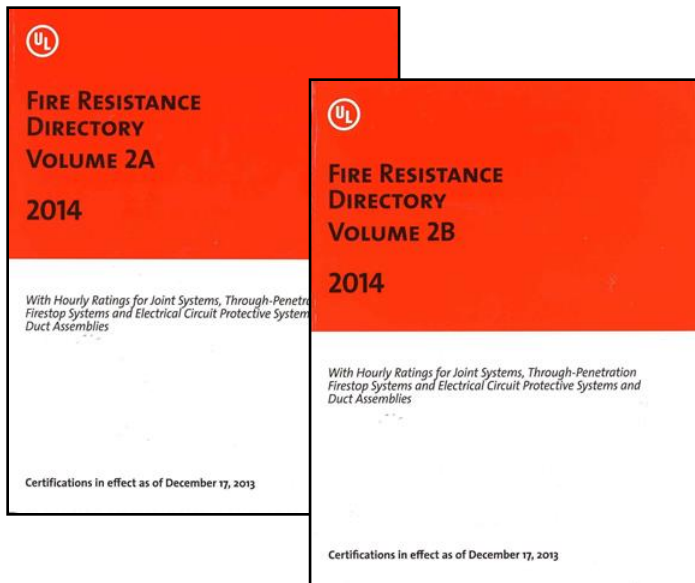 UL
FIRE RESISTANCE
DIRECTORY
VOLUME 2A
2014
With Hourly Ratings for Joint Systems, Through-Penetra
Firestop Systems and Electrical Circuit Protective System
Duct Assemblies
Certifications in effect as of December 17, 2013
UL
FIRE RESISTANCE
DIRECTORY
VOLUME 2B
2014
With Hourly Ratings for Joint Systems, Through-Penetration
Firestop Systems and Electrical Circuit Protective Systems and
Duct Assemblies
Certifications in effect as of December 17, 2013